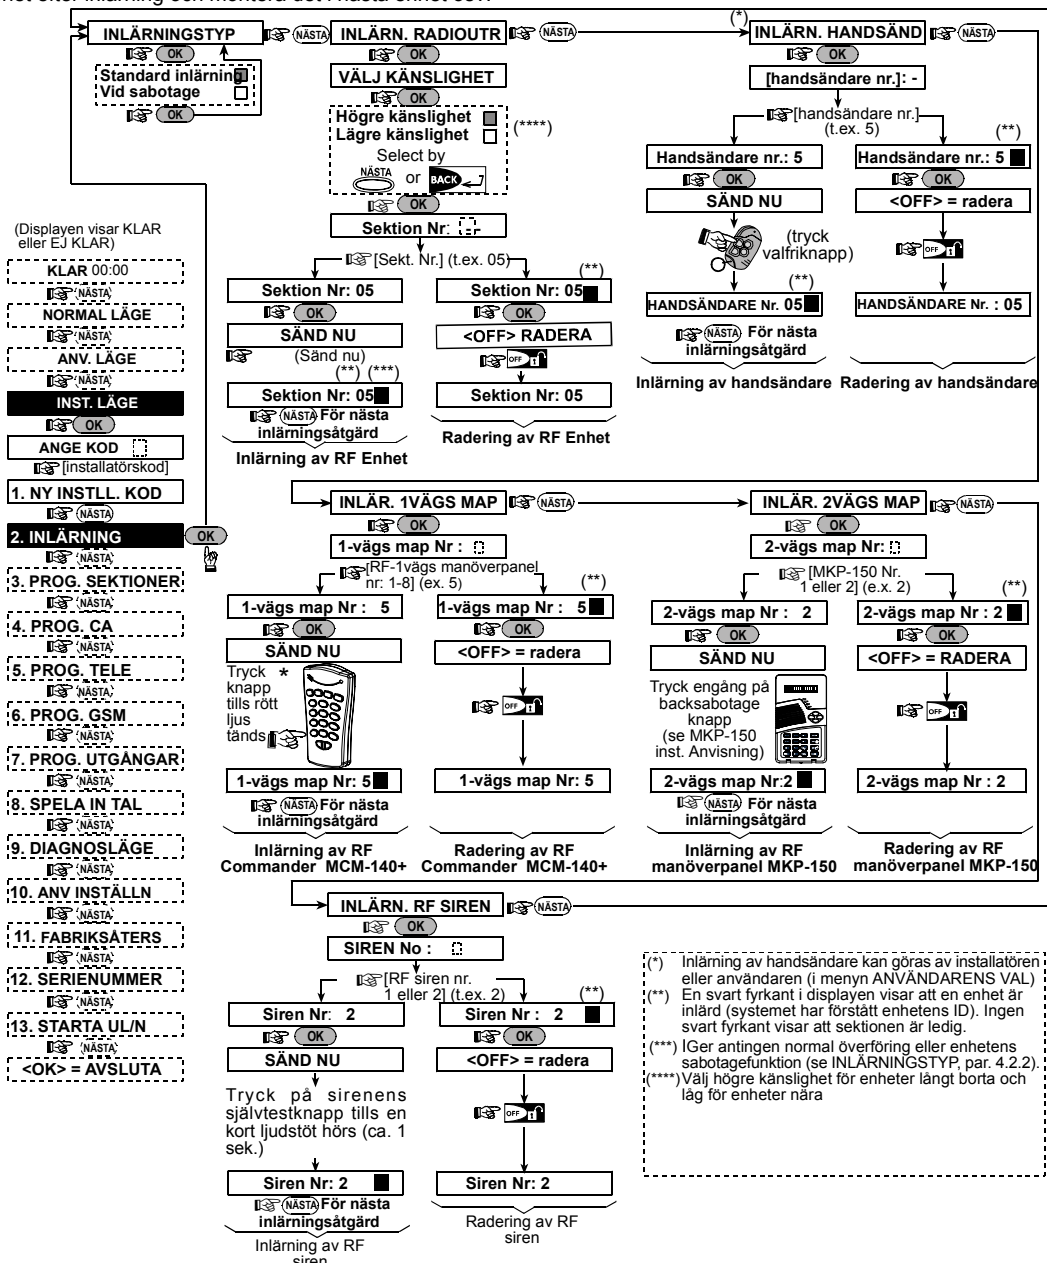 INLÄRNINGSTYP
NÄSTA
INLÄRN. RADIOUTR
NÄSTA
(*)
INLÄRN. HANDSÄND
NÄSTA
OK
Standard inlärning
Vid sabotage
OK
OK
VÄLJ KÄNSLIGHET
OK
Högre känslighet
Lägre känslighet
(****)
Select by
NÄSTA
or
BACK
OK
Sektion Nr:
[Sekt. Nr.] (t.ex. 05)
(**)
Sektion Nr: 05
OK
SÄND NU
(Sänd nu)
(**) (***)
Sektion Nr: 05
NÄSTA För nästa
inlärningsåtgärd
Inlärning av RF Enhet
Sektion Nr: 05
OK
<OFF> RADERA
OFF
Sektion Nr: 05
Radering av RF Enhet
OK
[handsändare nr.]: -
[handsändare nr.]
(t.ex. 5)
(**)
Handsändare nr.: 5
OK
SÄND NU
(tryck
valfriknapp)
(**)
HANDSÄNDARE Nr. 05
NÄSTA För nästa
inlärningsåtgärd
Inlärning av handsändare
Handsändare nr.: 5
OK
<OFF> = radera
OFF
HANDSÄNDARE Nr. : 05
Radering av handsändare
(Displayen visar KLAR
eller EJ KLAR)
KLAR 00:00
NÄSTA
NORMAL LÄGE
NÄSTA
ANV. LÄGE
NÄSTA
INST. LÄGE
OK
ANGE KOD
[installatörskod]
1. NY INSTLL. KOD
NÄSTA
2. INLÄRNING
OK
NÄSTA
3. PROG. SEKTIONER
NÄSTA
4. PROG. CA
NÄSTA
5. PROG. TELE
NÄSTA
6. PROG. GSM
NÄSTA
7. PROG. UTGÅNGAR
NÄSTA
8. SPELA IN TAL
NÄSTA
9. DIAGNOSLÄGE
NÄSTA
10. ANV INSTÄLLN
NÄSTA
11. FABRIKSÅTERS
NÄSTA
12. SERIENUMMER
NÄSTA
13. STARTA UL/N
NÄSTA
<OK> = AVSLUTA
INLÄR. 1VÄGS MAP
NÄSTA
OK
1-vägs map Nr :
[RF-1vägs manöverpanel
nr: 1-8] (ex. 5)
(**)
1-vägs map Nr : 5
OK
SÄND NU
Tryck *
knapp
tills rött
ljus
tänds
1-vägs map Nr: 5
NÄSTA För nästa
inlärningsåtgärd
Inlärning av RF
Commander MCM-140+
1-vägs map Nr : 5
OK
<OFF> = radera
OFF
1-vägs map Nr: 5
Radering av RF
Commander MCM-140+
INLÄR. 2VÄGS MAP
NÄSTA
OK
2-vägs map Nr:
[MKP-150 Nr.
1 eller 2] (e.x. 2)
(**)
2-vägs map Nr : 2
OK
SÄND NU
Tryck engång på
backsabotage
knapp
(se MKP-150
inst. Anvisning)
2-vägs map Nr:2
NÄSTA För nästa
inlärningsåtgärd
Inlärning av RF
manöverpanel MKP-150
2-vägs map Nr : 2
OK
<OFF> = RADERA
OFF
2-vägs map Nr : 2
Radering av RF
manöverpanel MKP-150
INLÄRN. RF SIREN
NÄSTA
OK
SIREN No :
[RF siren nr.
1 eller 2] (t.ex. 2)
(**)
Siren Nr: 2
OK
SÄND NU
Tryck på sirenens
självtestknapp tills en
kort ljudstöt hörs (ca. 1
sek.)
Siren Nr: 2
NÄSTA För nästa
inlärningsåtgärd
Inlärning av RF
Siren Nr : 2
OK
<OFF> = radera
OFF
Siren Nr: 2
Radering av RF
siren
(*) Inlärning av handsändare kan göras av installatören
eller användaren (i menyn ANVÄNDARENS VAL)
(**) En svart fyrkant i displayen visar att en enhet är
inlärd (systemet har förstått enhetens ID). Ingen
svart fyrkant visar att sektionen är ledig.
(***) IGer antingen normal överföring eller enhetens
sabotagefunktion (se INLÄRNINGSTYP, par. 4.2.2).
(****) Välj högre känslighet för enheter långt borta och
låg för enheter nära